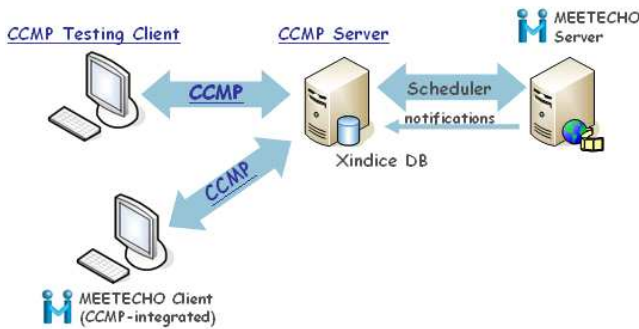 CCMP Testing Client
CCMP Server
MEETECHO
Server
CCMP
Scheduler
notifications
Xindice DB
CCMP
MEETECHO Client
(CCMP-integrated)